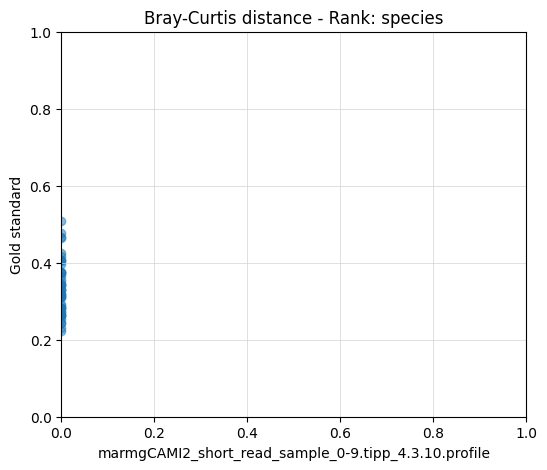 Bray-Curtis distance - Rank: species
1.0
0.8
0.6
0.4
0.2
0.0
Gold standard
0.0 0.2 0.4 0.6 0.8 1.0
marmgCAMI2_short_read_sample_0-9.tipp_4.3.10.profile